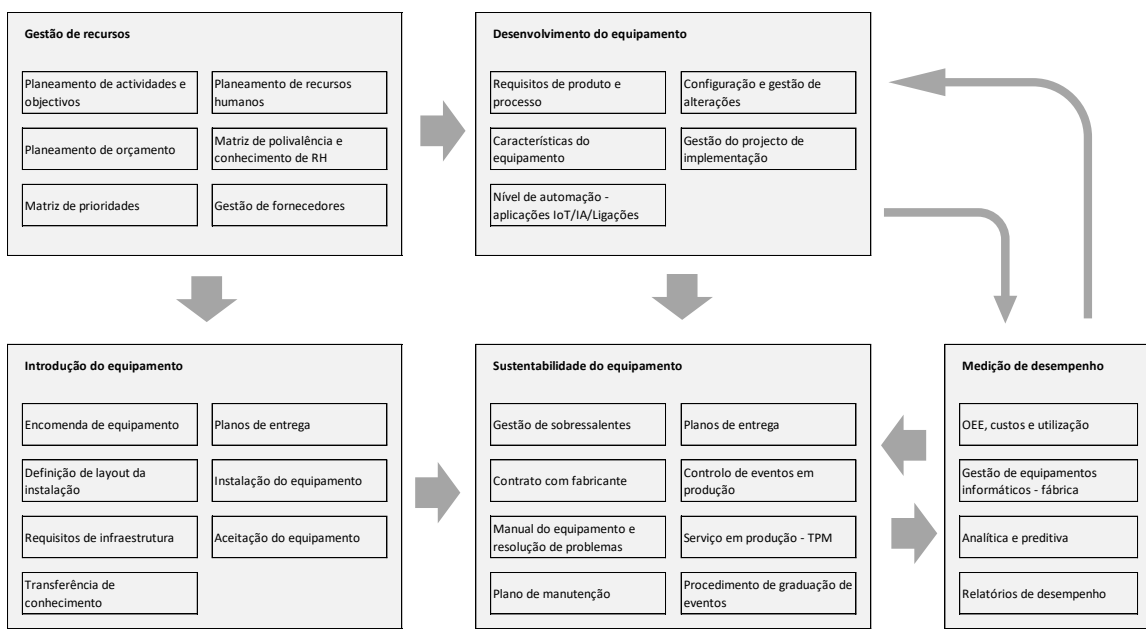 Gestão de recursos
Planeamento de actividades e
objectivos
Planeamento de recursos
humanos
Planeamento de orçamento
Matriz de polivalência e
conhecimento de RH
Matriz de prioridades
Gestão de fornecedores
Desenvolvimento do equipamento
Requisitos de produto e
processo
Configuração e gestão de
alterações
Características do
equipamento
Gestão do projecto de
implementação
Nível de automação -
aplicações IoT/IA/Ligações
Introdução do equipamento
Encomenda de equipamento
Planos de entrega
Definição de layout da
instalação
Instalação do equipamento
Requisitos de infraestrutura
Aceitação do equipamento
Transferência de
conhecimento
Sustentabilidade do equipamento
Gestão de sobressalentes
Planos de entrega
Contrato com fabricante
Controlo de eventos em
produção
Manual do equipamento e
resolução de problemas
Serviço em produção - TPM
Plano de manutenção
Procedimento de graduação de
eventos
Medição de desempenho
OEE, custos e utilização
Gestão de equipamentos
informáticos - fábrica
Analítica e preditiva
Relatórios de desempenho